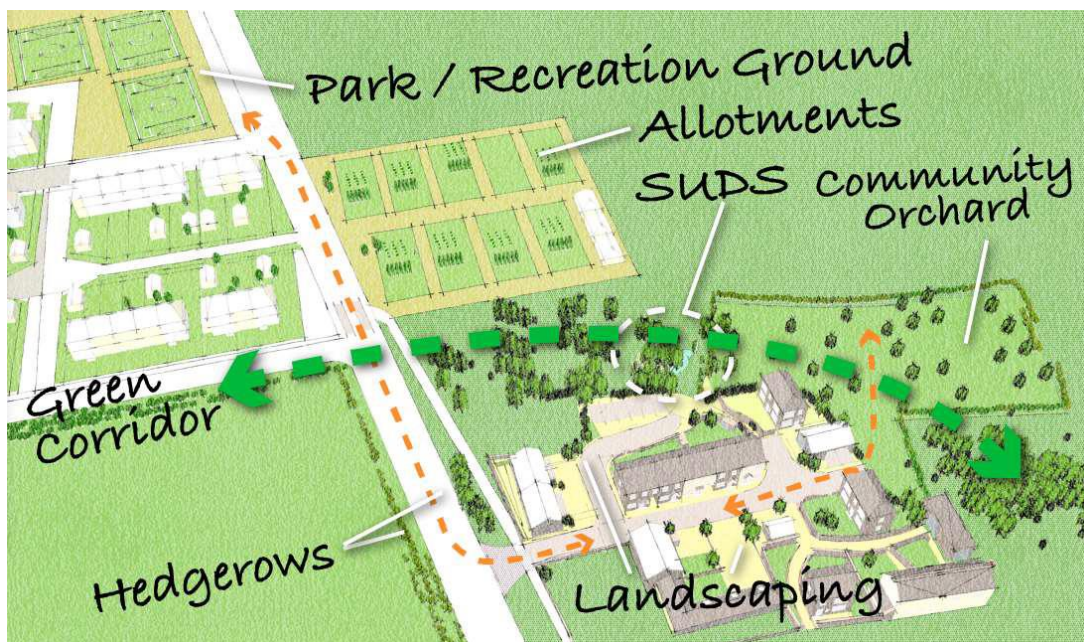 Park / Recreation Ground
Allotments
SUDS
Community
Orchard
Green
Corridor
Hedgerows
Landscaping